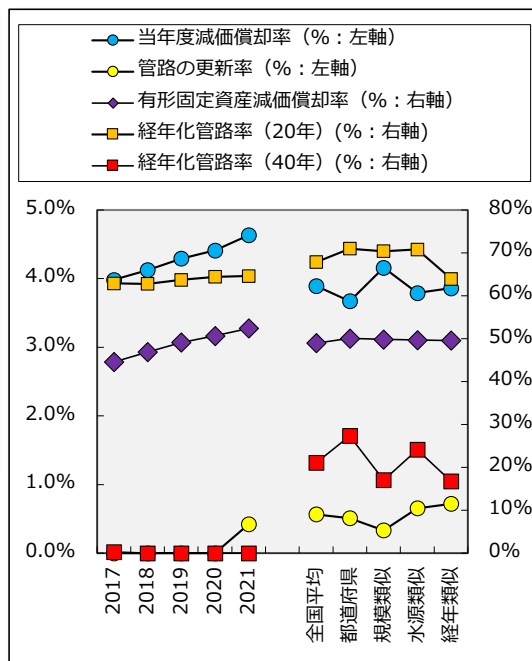 当年度減価償却率（%：左軸）
管路の更新率（%：左軸）
有形固定資産減価償却率（%：右軸）
経年化管路率（20年）(%：右軸)
経年化管路率（40年）(%：右軸)
5.0%
4.0%
3.0%
2.0%
1.0%
0.0%
80%
70%
60%
50%
40%
30%
20%
10%
0%
2017
2018
2019
2020
2021
全国平均
都道府県
規模類似
水源類似
経年類似